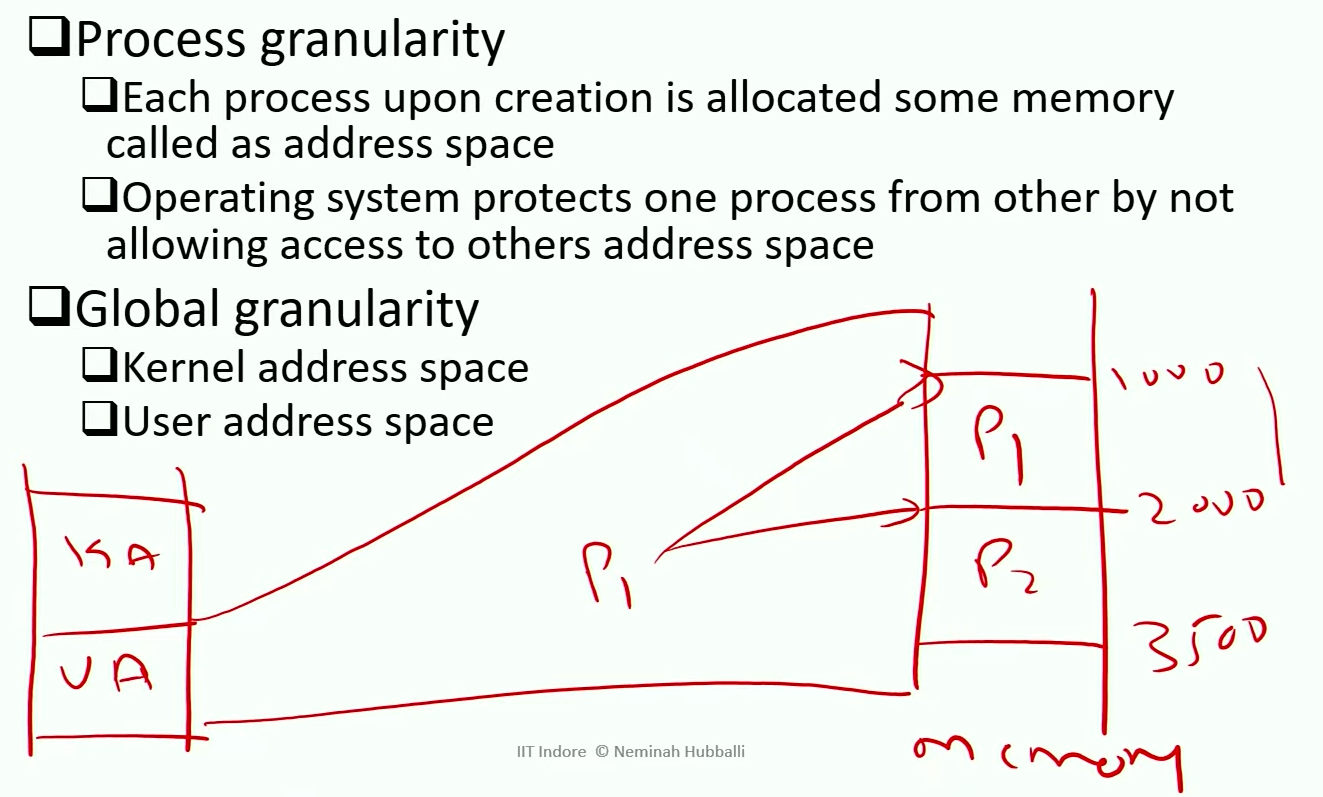 Process granularity
Each process upon creation is allocated some memory
called as address space
Operating system protects one process from other by not
allowing access to others address space
Global granularity
Kernel address space
User address space
1000
P1
2000
KA
P1
P2
3500
UA
memory
IIT Indore © Neminah Hubballi